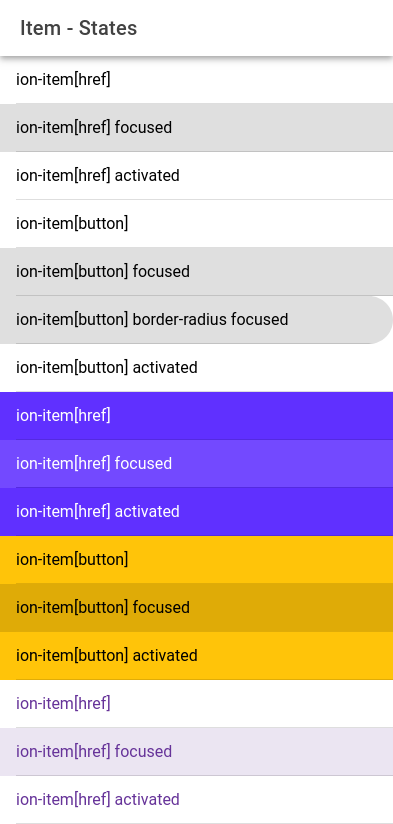 Item - States
ion-item[href]
ion-item[href] focused
ion-item[href] activated
ion-item[button]
ion-item[button] focused
ion-item[button] border-radius focused
ion-item[button] activated
ion-item[href]
ion-item[href] focused
ion-item[href] activated
ion-item[button]
ion-item[button] focused
ion-item[button] activated
ion-item[href]
ion-item[href] focused
ion-item[href] activated